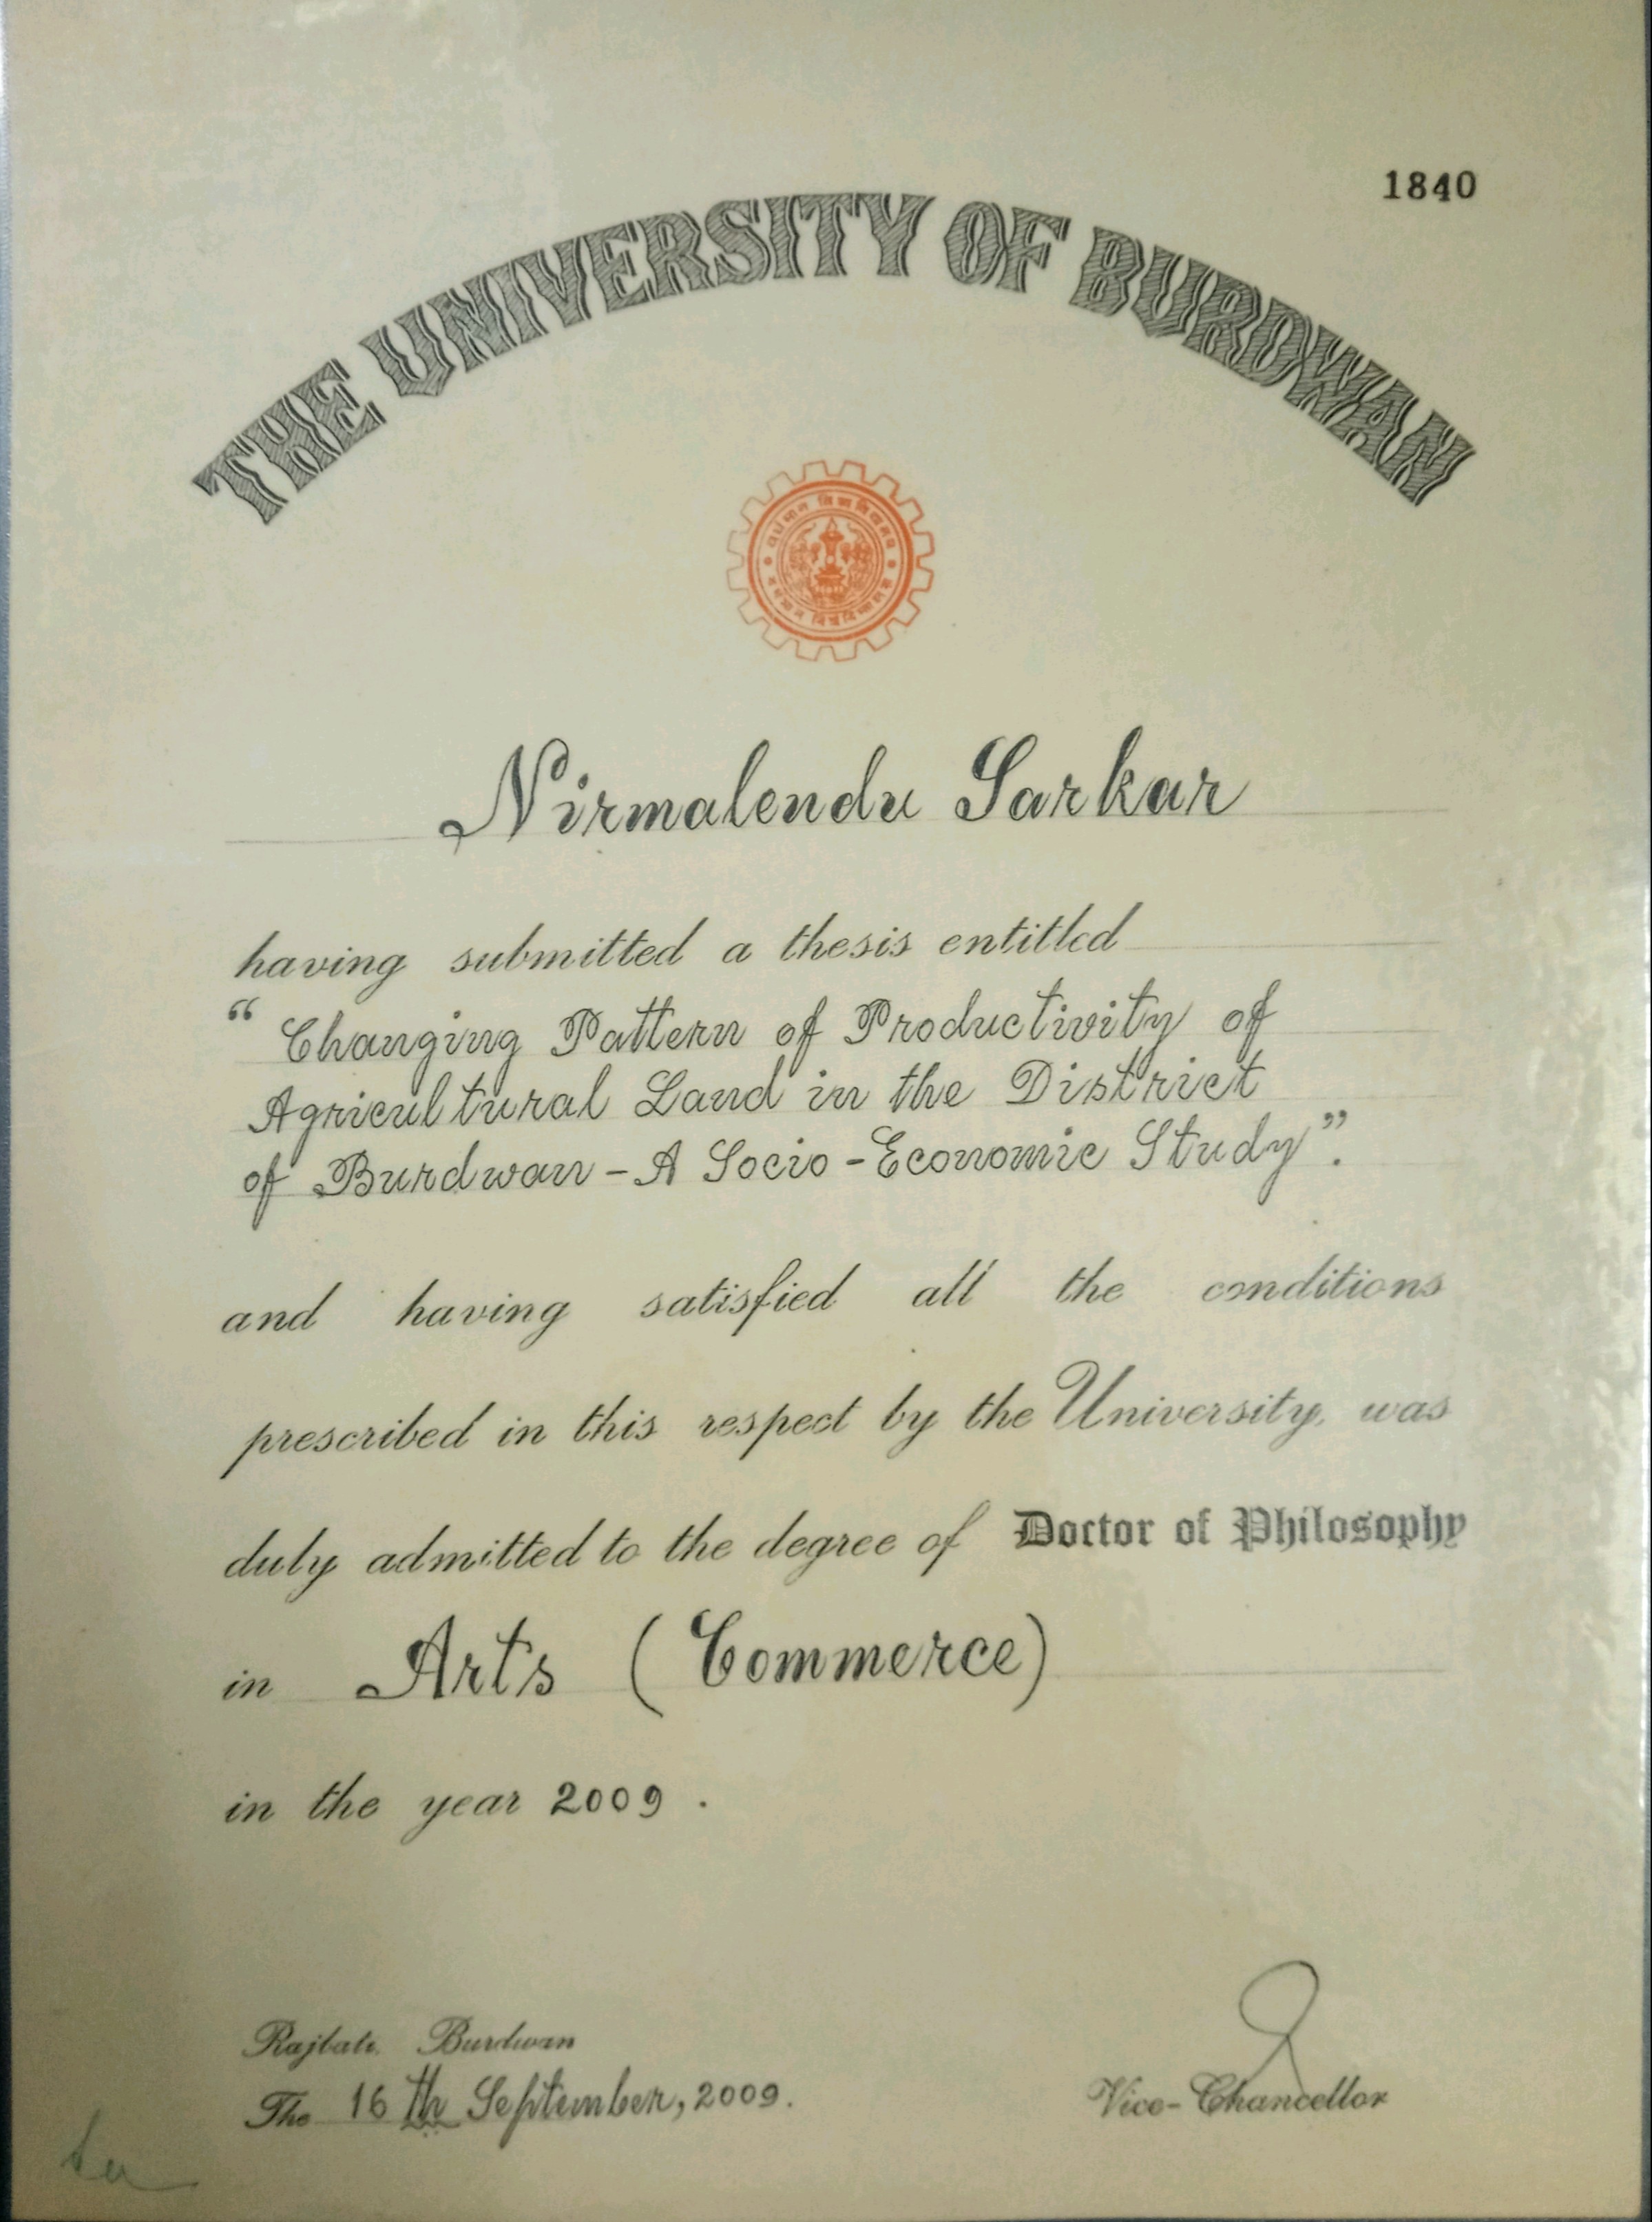 1840
THE UNIVERSITY OF BURDWAN
Nirmalendu Sarkar
having submitted a thesis entitled
“ Changing Pattern of Productivity of
Agricultural Land in the District
of Burdwan – A Socio - Economic Study”.
and having satisfied all the conditions
prescribed in this respect by the University, was
duly admitted to the degree of Doctor of Philosophy
in Arts (Commerce)
in the year 2009 .
Rajbati, Burdwan
The 16 th September, 2009.
Vice-Chancellor